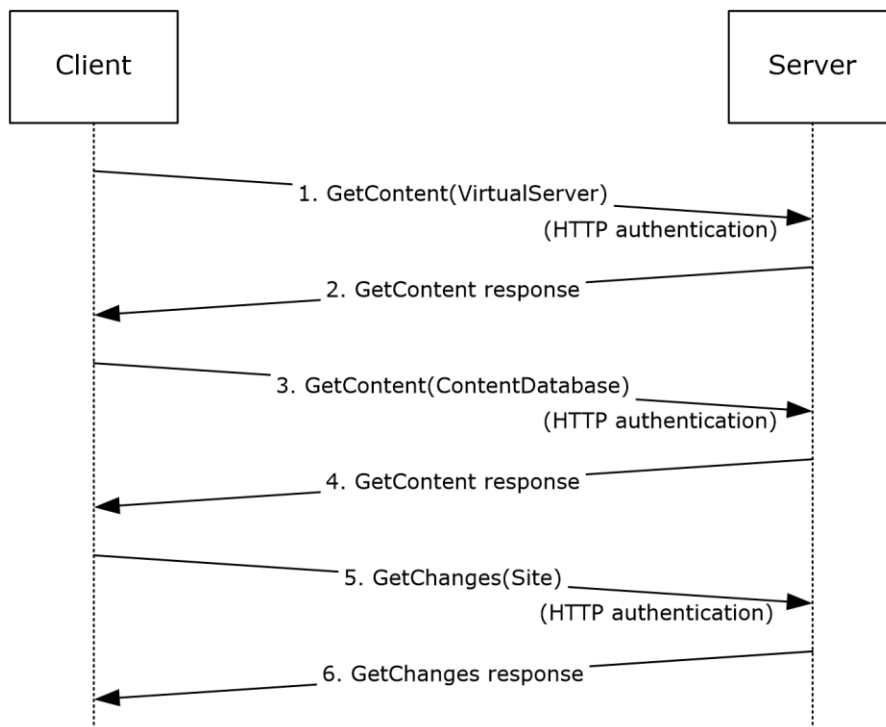 Client
Server
1. GetContent(VirtualServer)
(HTTP authentication)
2. GetContent response
3. GetContent(ContentDatabase)
(HTTP authentication)
4. GetContent response
5. GetChanges(Site)
(HTTP authentication)
6. GetChanges response